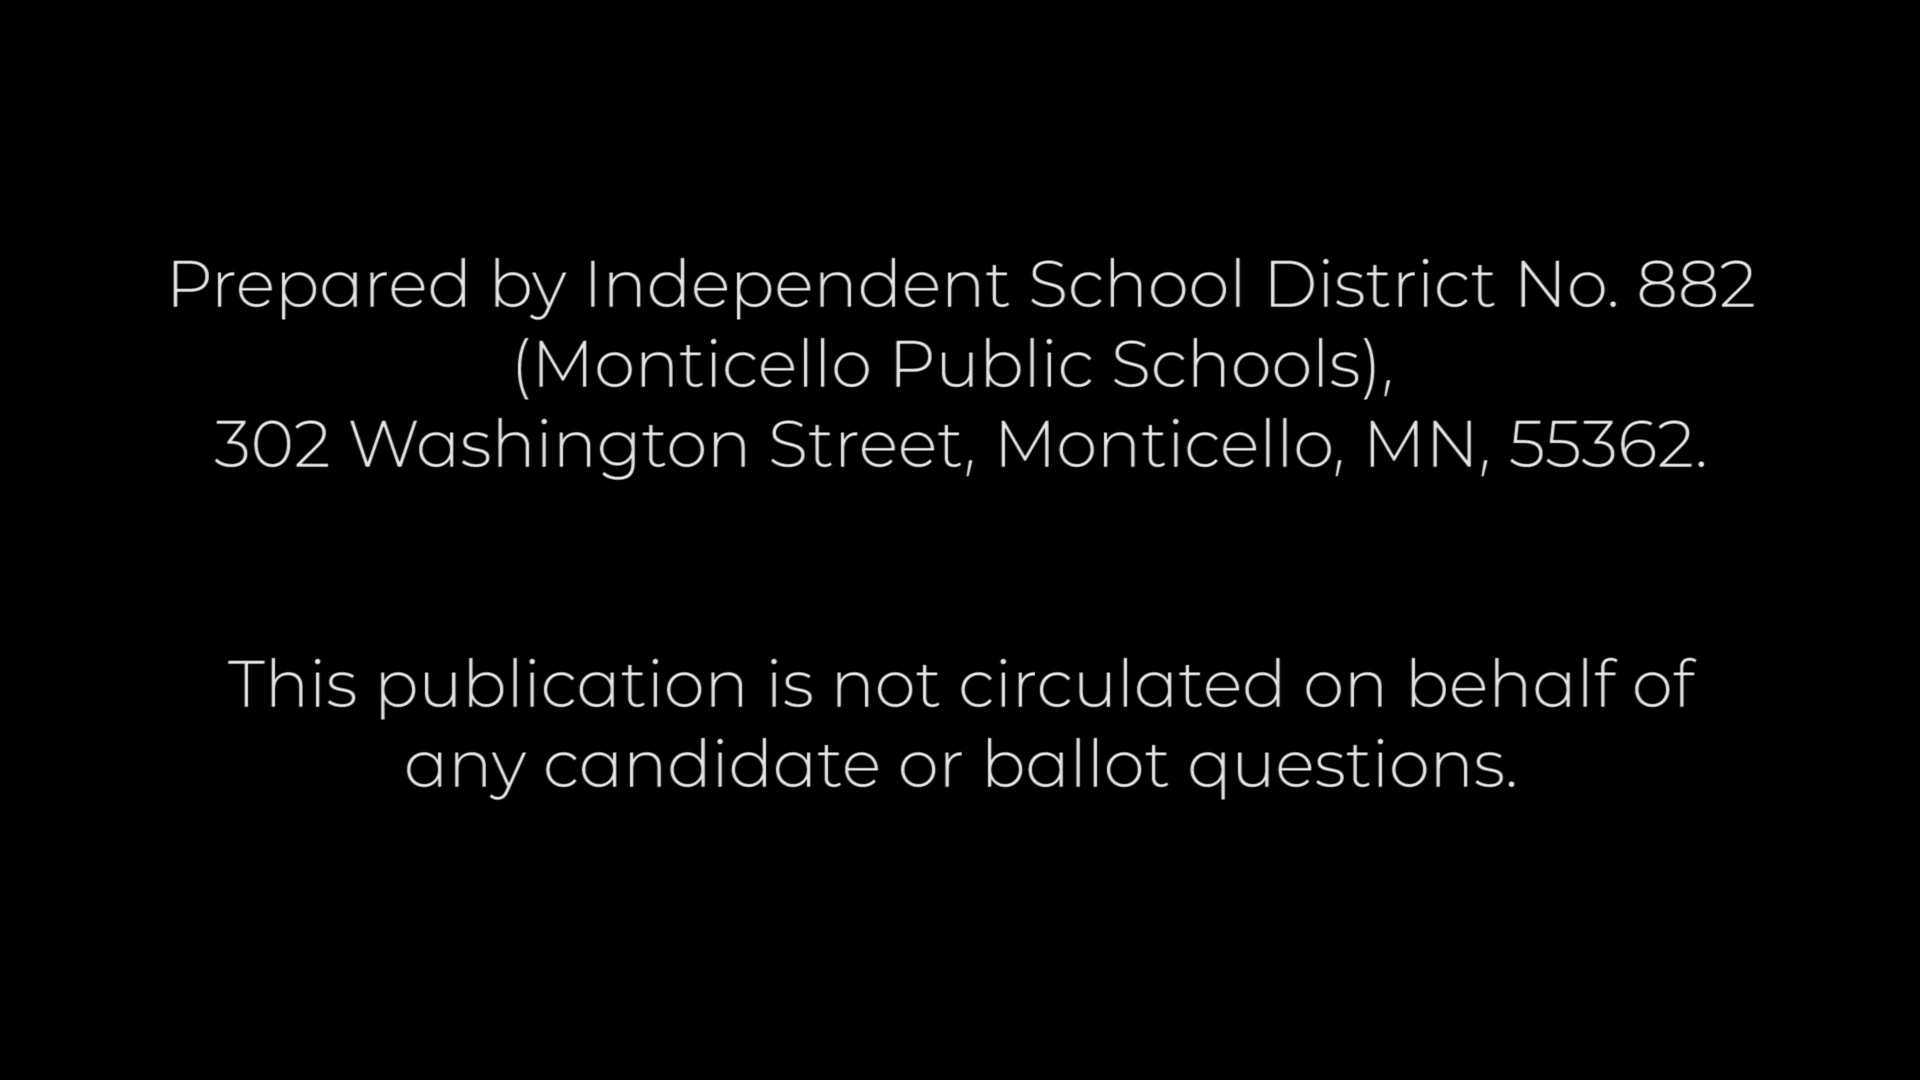 Prepared by Independent School District No. 882
(Monticello Public Schools),
302 Washington Street, Monticello, MN, 55362.
This publication is not circulated on behalf of
any candidate or ballot questions.